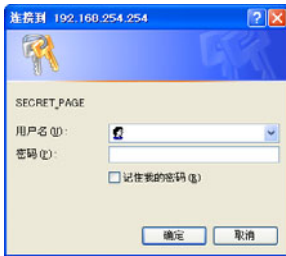 连接到 192.168.254.254
SECRET_PAGE
用户名(U):
密码(P):
记住我的密码(R)
确定 取消